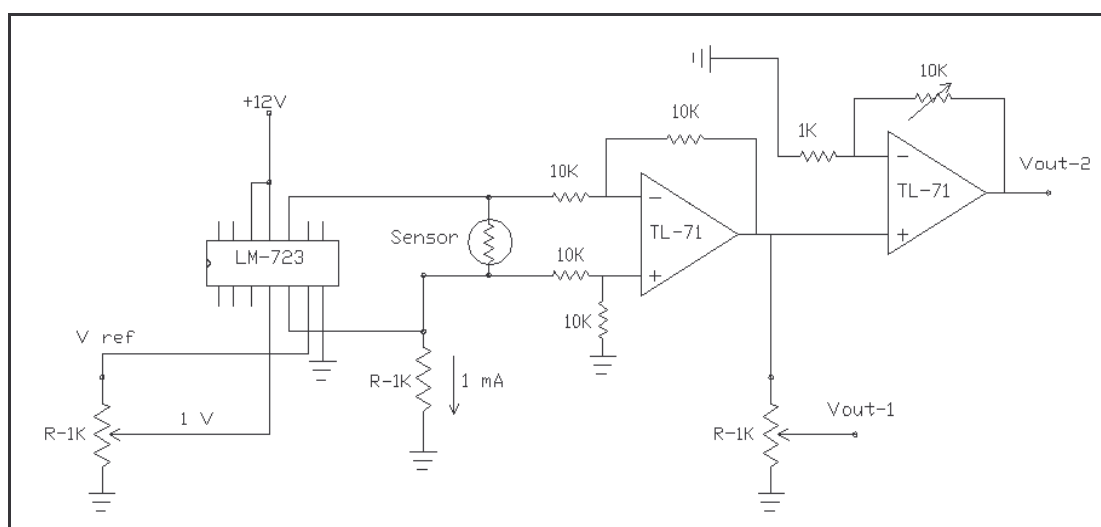 +12V
LM-723
V ref
R-1K
1 V
Sensor
R-1K
1 mA
10K
10K
10K
10K
-
+
TL-71
1K
10K
-
+
TL-71
Vout-2
R-1K
Vout-1